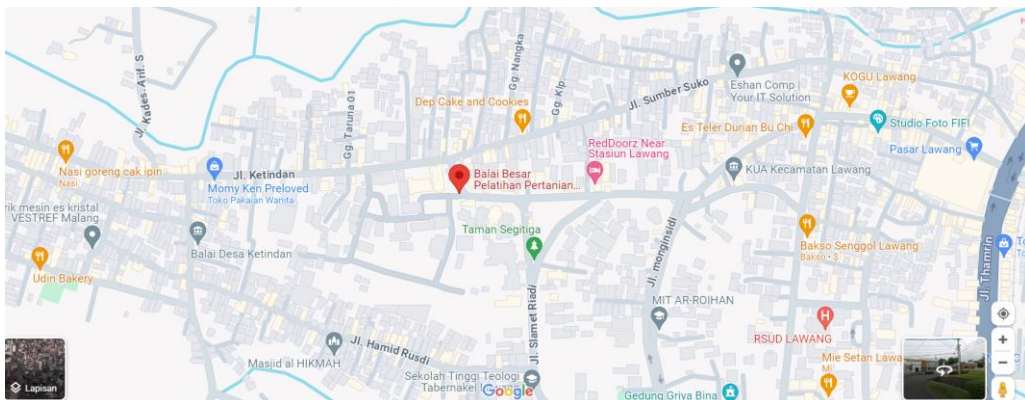 Jl. Kades Arif. S
Gg. Nangka
Gg. Klp.
Eshan Comp |
Your IT Solution
KOGU Lawang
Dep Cake and Cookies
Jl. Sumber Suko
Gg. Taruna 01
Es Teler Durian Bu Chi
Studio Foto FIFI
Nasi goreng cak ipin
Nasi
RedDoorz Near
Stasiun Lawang
Pasar Lawang
Jl. Ketindan
Balai Besar
Pelatihan Pertanian...
KUA Kecamatan Lawang
Momy Ken Preloved
Toko Pakaian Wanita
rik mesin es kristal
VESTREF Malang
Taman Segitiga
Balai Desa Ketindan
Bakso Senggol Lawang
Bakso • S
Jl. monginsidi
Jl. Thamrin
Udin Bakery
Jl. Slamet Riadi
MIT AR-ROIHAN
RSUD LAWANG
Jl. Hamid Rusdi
Masjid al HIKMAH
Mie Setan Lawa
Mi
Sekolah Tinggi Teologi
Google
Gedung Griya Bina
Lapisan